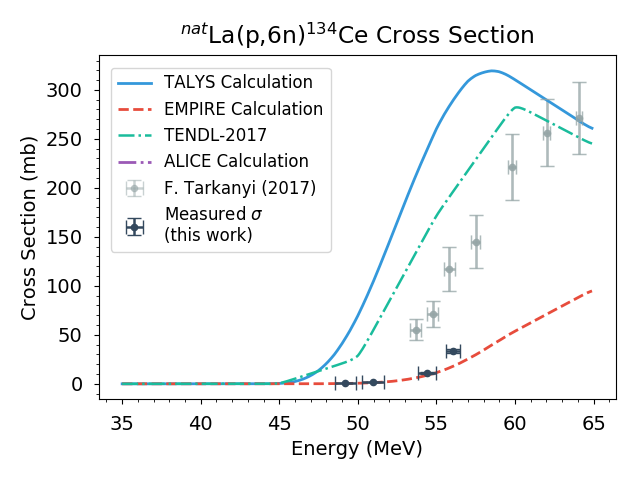 natLa(p,6n)134Ce Cross Section
TALYS Calculation
EMPIRE Calculation
TENDL-2017
ALICE Calculation
F. Tarkanyi (2017)
Measured σ
(this work)
Cross Section (mb)
300
250
200
150
100
50
0
35 40 45 50 55 60 65
Energy (MeV)